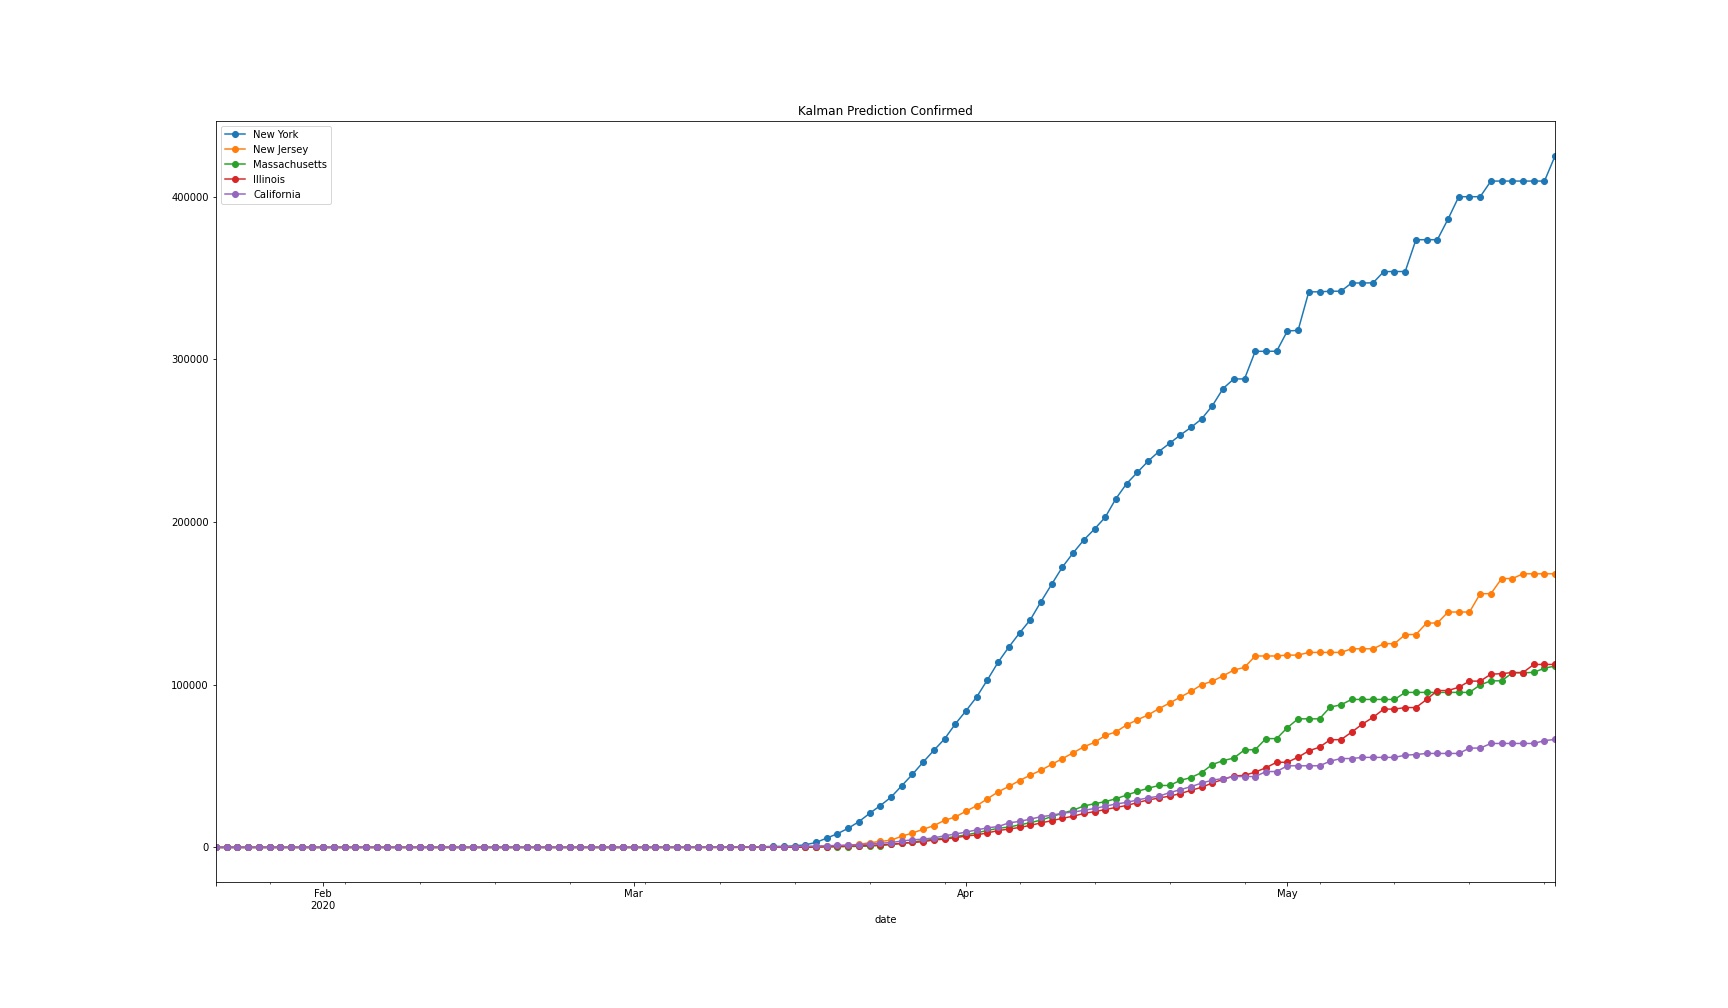 Kalman Prediction Confirmed
New York
New Jersey
Massachusetts
Illinois
California
400000
300000
200000
100000
0
Feb
2020
Mar
Apr
May
date